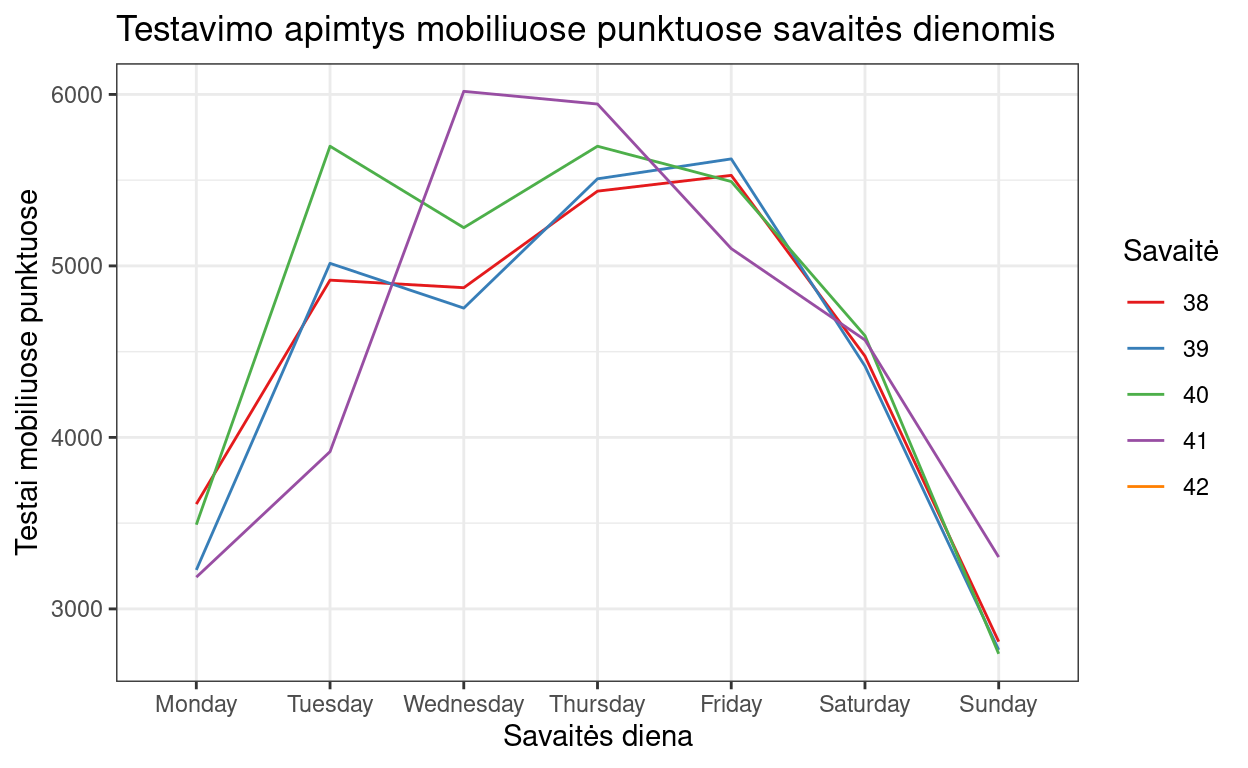 Testavimo apimtys mobiliuose punktuose savaitės dienomis
Testai mobiliuose punktuose
6000
5000
4000
3000
Monday
Tuesday
Wednesday
Thursday
Friday
Saturday
Sunday
Savaitės diena
Savaitė
38
39
40
41
42